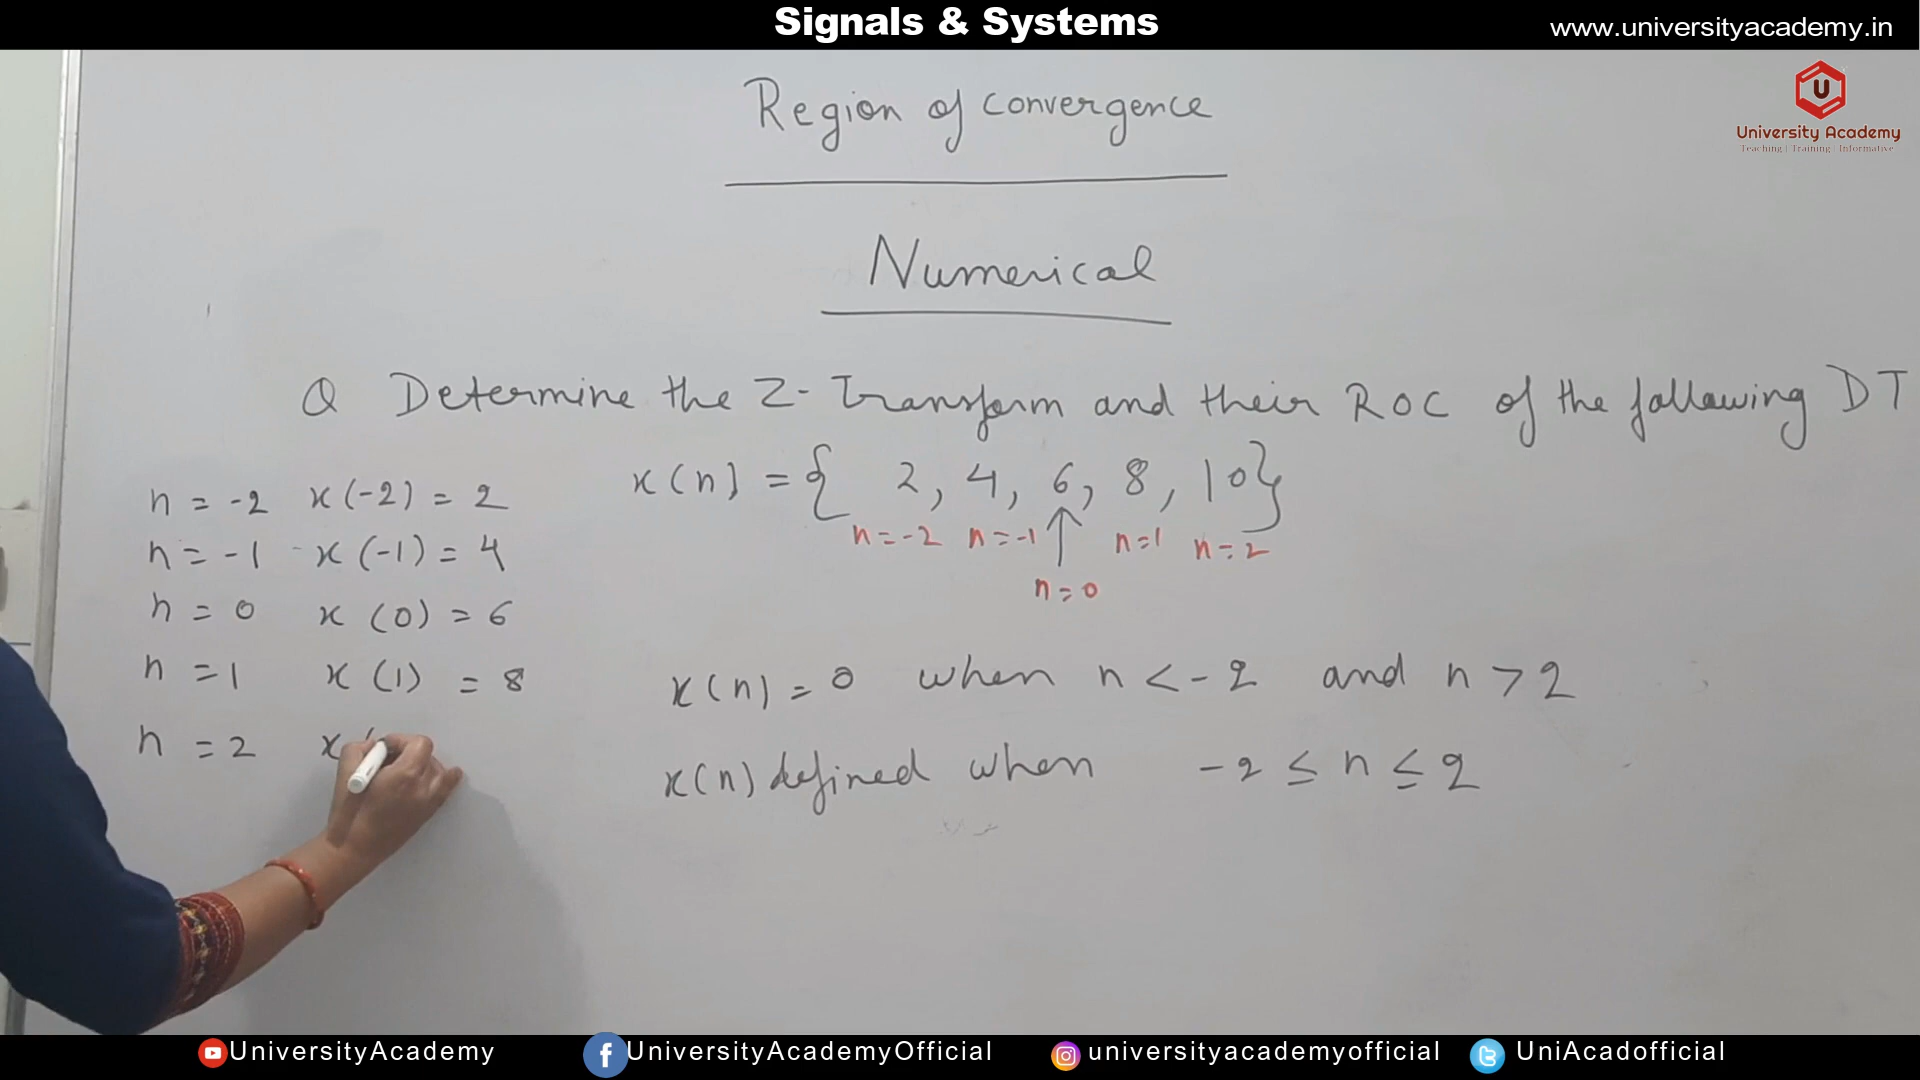 Signals & Systems
www.universityacademy.in
U
University Academy
Teaching | Training | Informative
Region of convergence
Numerical
Q Determine the Z-Transform and their ROC of the following DT
x(n) = { 2, 4, 6, 8, 10}
n=-2 n=-1 ↑ n=1 n=2
n=0
n = -2 x(-2) = 2
n = -1 x(-1) = 4
n = 0 x(0) = 6
n = 1 x(1) = 8
n = 2 x(
x(n) = 0 when n < -2 and n > 2
x(n) defined when -2 ≤ n ≤ 2
UniversityAcademy
UniversityAcademyOfficial
universityacademyofficial
UniAcadofficial